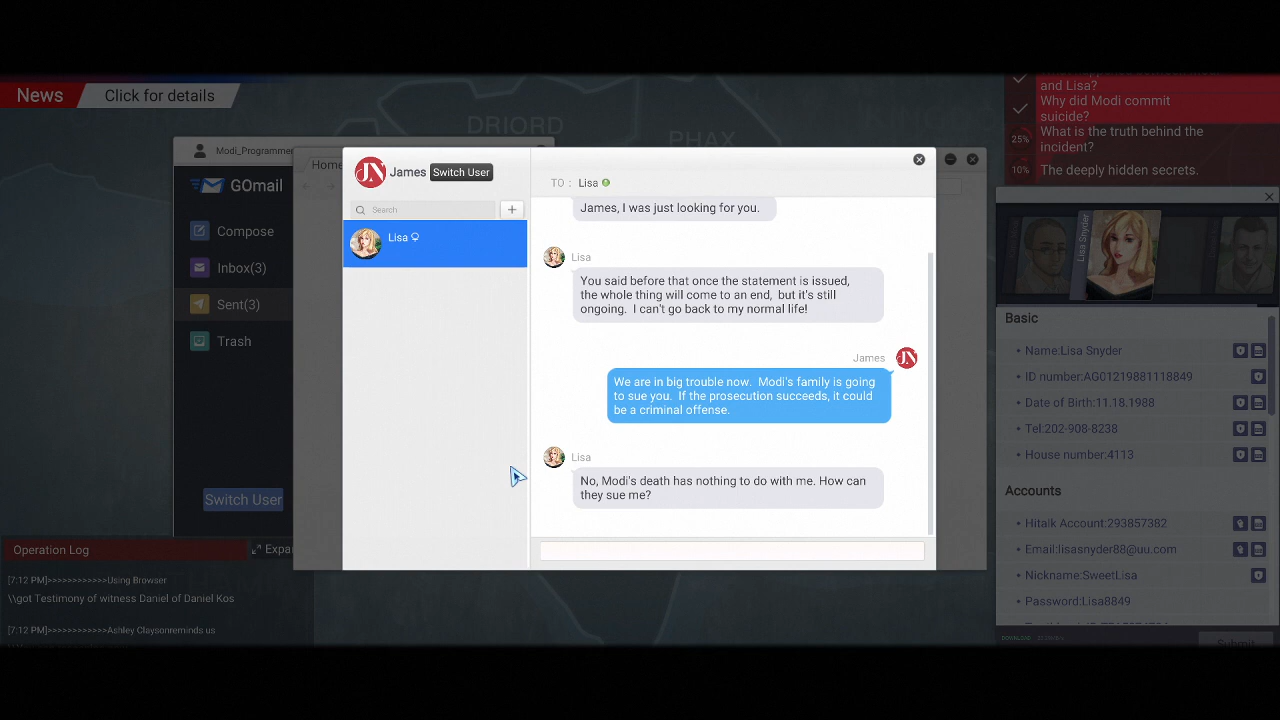 News
Click for details
DRIORD
PHAX
and Lisa?
Why did Modi commit
suicide?
25%
What is the truth behind the
incident?
10%
The deeply hidden secrets.
Modi_Programmer
GOmail
Compose
Inbox(3)
Sent(3)
Trash
Switch User
Home
JN
James
Switch User
Search
+
Lisa
TO : Lisa
James, I was just looking for you.
Lisa
You said before that once the statement is issued,
the whole thing will come to an end, but it's still
ongoing. I can't go back to my normal life!
James
JN
We are in big trouble now. Modi's family is going
to sue you. If the prosecution succeeds, it could
be a criminal offense.
Lisa
No, Modi's death has nothing to do with me. How can
they sue me?
Lisa Snyder
Basic
• Name:Lisa Snyder
• ID number:AG01219881118849
• Date of Birth:11.18.1988
• Tel:202-908-8238
• House number:4113
Accounts
• Hitalk Account:293857382
• Email:lisasnyder88@uu.com
• Nickname:SweetLisa
• Password:Lisa8849
DOWNLOAD
Submit
Operation Log
Expa
[7:12 PM]>>>>>>>>>>>>Using Browser
\\got Testimony of witness Daniel of Daniel Kos
[7:12 PM]>>>>>>>>>>>>Ashley Claysonreminds us